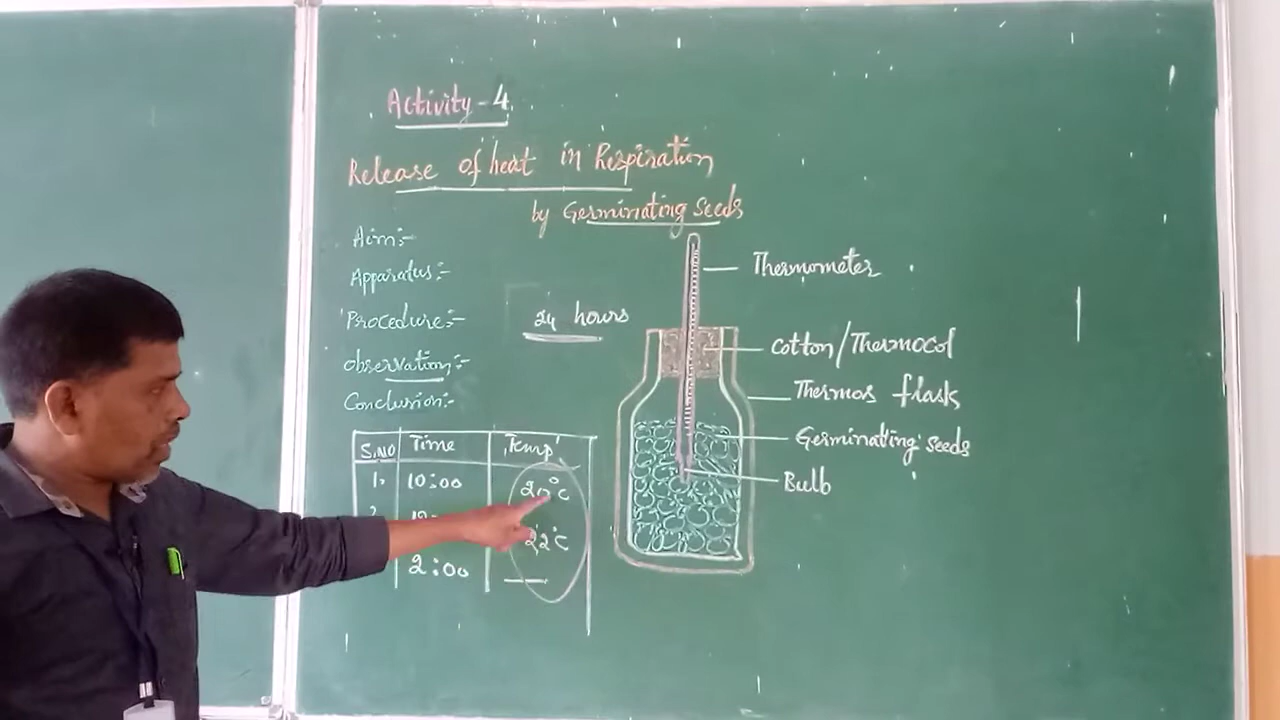 Activity - 4
Release of heat in Respiration
by Germinating Seeds
Aim:-
Apparatus:-
Procedure:-
Observation:-
Conclusion:-
24 hours
S.NO Time Temp
1. 10:00 20°C
22°C
2:00
Thermometer
Cotton/Thermocol
Thermos flask
Germinating seeds
Bulb